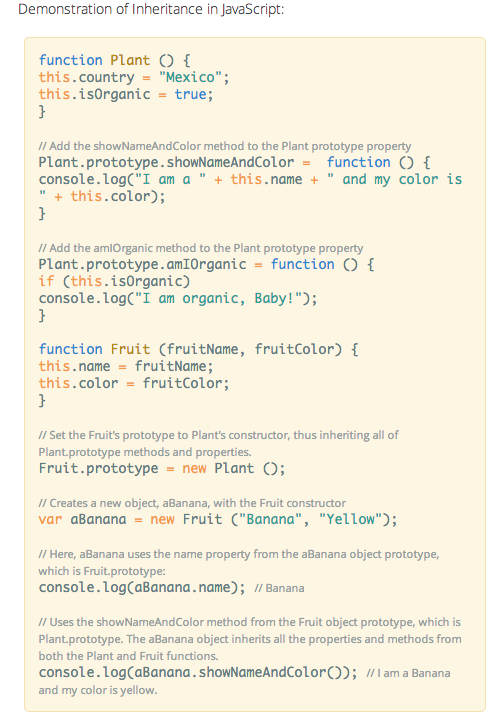 Demonstration of Inheritance in JavaScript:
function Plant () {
this.country = "Mexico";
this.isOrganic = true;
}
// Add the showNameAndColor method to the Plant prototype property
Plant.prototype.showNameAndColor =  function () {
console.log("I am a " + this.name + " and my color is
" + this.color);
}
// Add the amIOrganic method to the Plant prototype property
Plant.prototype.amIOrganic = function () {
if (this.isOrganic)
console.log("I am organic, Baby!");
}
function Fruit (fruitName, fruitColor) {
this.name = fruitName;
this.color = fruitColor;
}
// Set the Fruit's prototype to Plant's constructor, thus inheriting all of
Plant.prototype methods and properties.
Fruit.prototype = new Plant ();
// Creates a new object, aBanana, with the Fruit constructor
var aBanana = new Fruit ("Banana", "Yellow");
// Here, aBanana uses the name property from the aBanana object prototype,
which is Fruit.prototype:
console.log(aBanana.name); // Banana
// Uses the showNameAndColor method from the Fruit object prototype, which is
Plant.prototype. The aBanana object inherits all the properties and methods from
both the Plant and Fruit functions.
console.log(aBanana.showNameAndColor()); // I am a Banana
and my color is yellow.